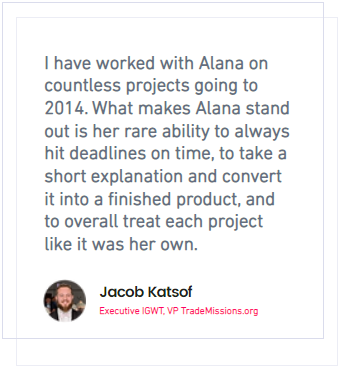 I have worked with Alana on
countless projects going to
2014. What makes Alana stand
out is her rare ability to always
hit deadlines on time, to take a
short explanation and convert
it into a finished product, and
to overall treat each project
like it was her own.
Jacob Katsof
Executive IGWT, VP TradeMissions.org